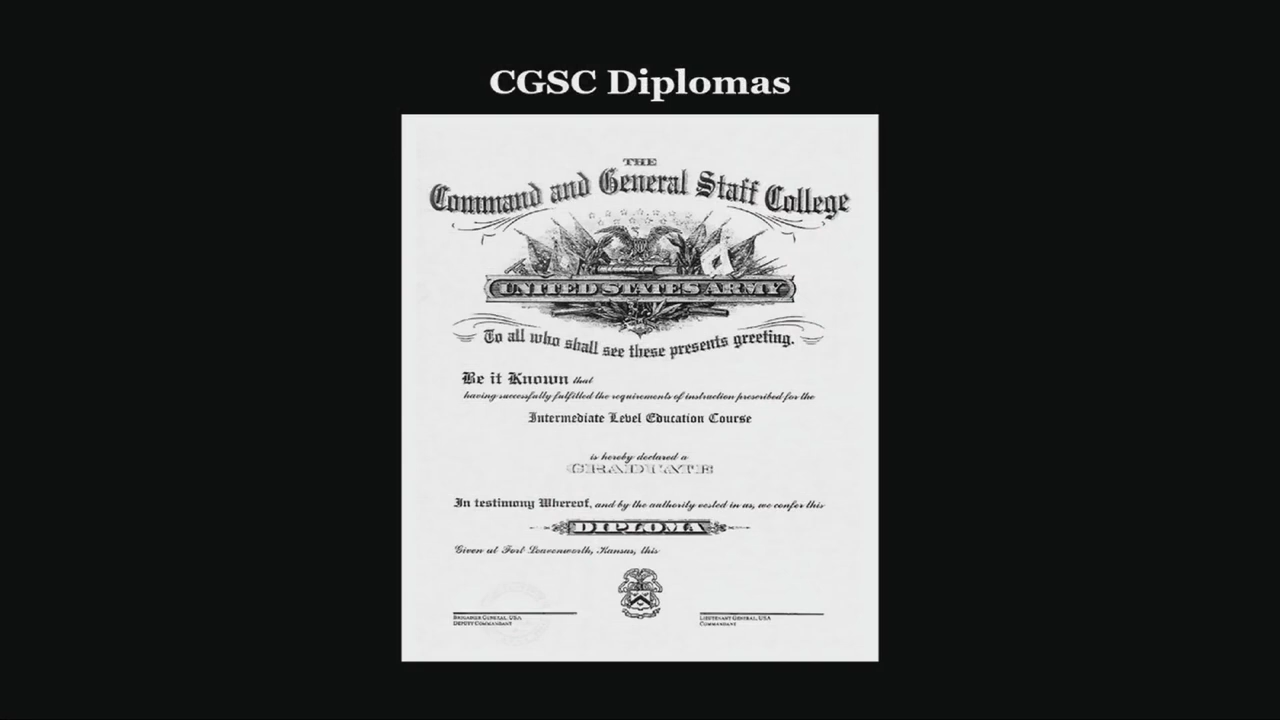 CGSC Diplomas
THE
Command and General Staff College
UNITED STATES ARMY
To all who shall see these presents greeting.
Be it Known that
having successfully fulfilled the requirements of instruction prescribed for the
Intermediate Level Education Course
is hereby declared a
GRADUATE
In testimony Whereof, and by the authority vested in us, we confer this
DIPLOMA
Given at Fort Leavenworth, Kansas, this
BRIGADIER GENERAL, USA
DEPUTY COMMANDANT
LIEUTENANT GENERAL, USA
COMMANDANT